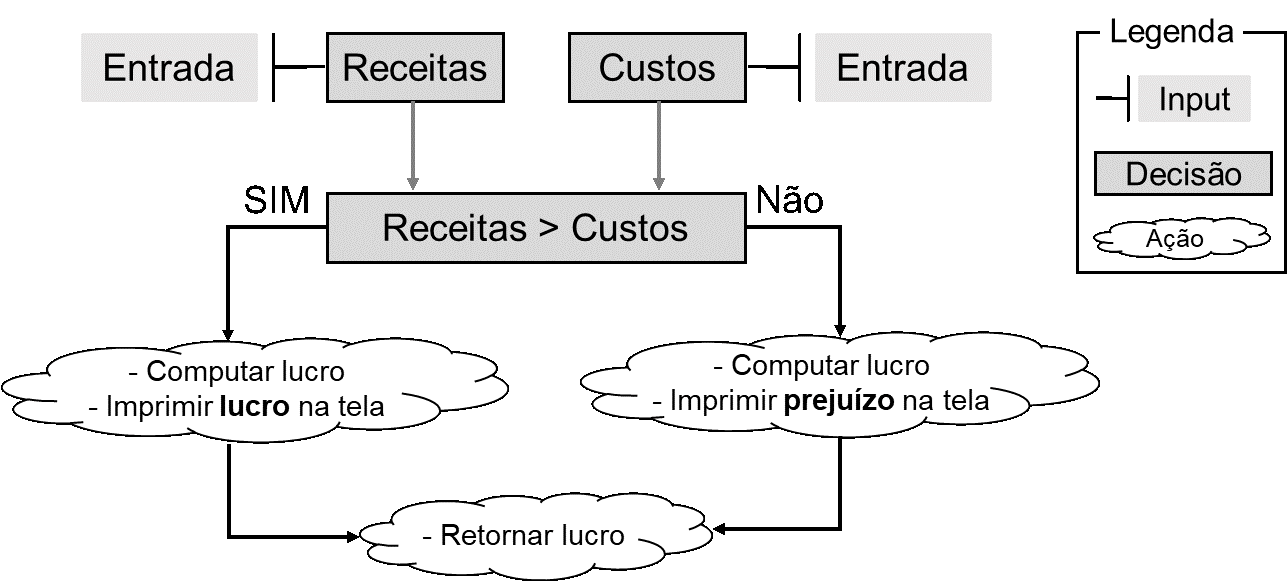 Entrada
Receitas
Custos
Entrada
Legenda
Input
Decisão
Ação
SIM
Receitas > Custos
Não
- Computar lucro
- Imprimir lucro na tela
- Computar lucro
- Imprimir prejuízo na tela
- Retornar lucro